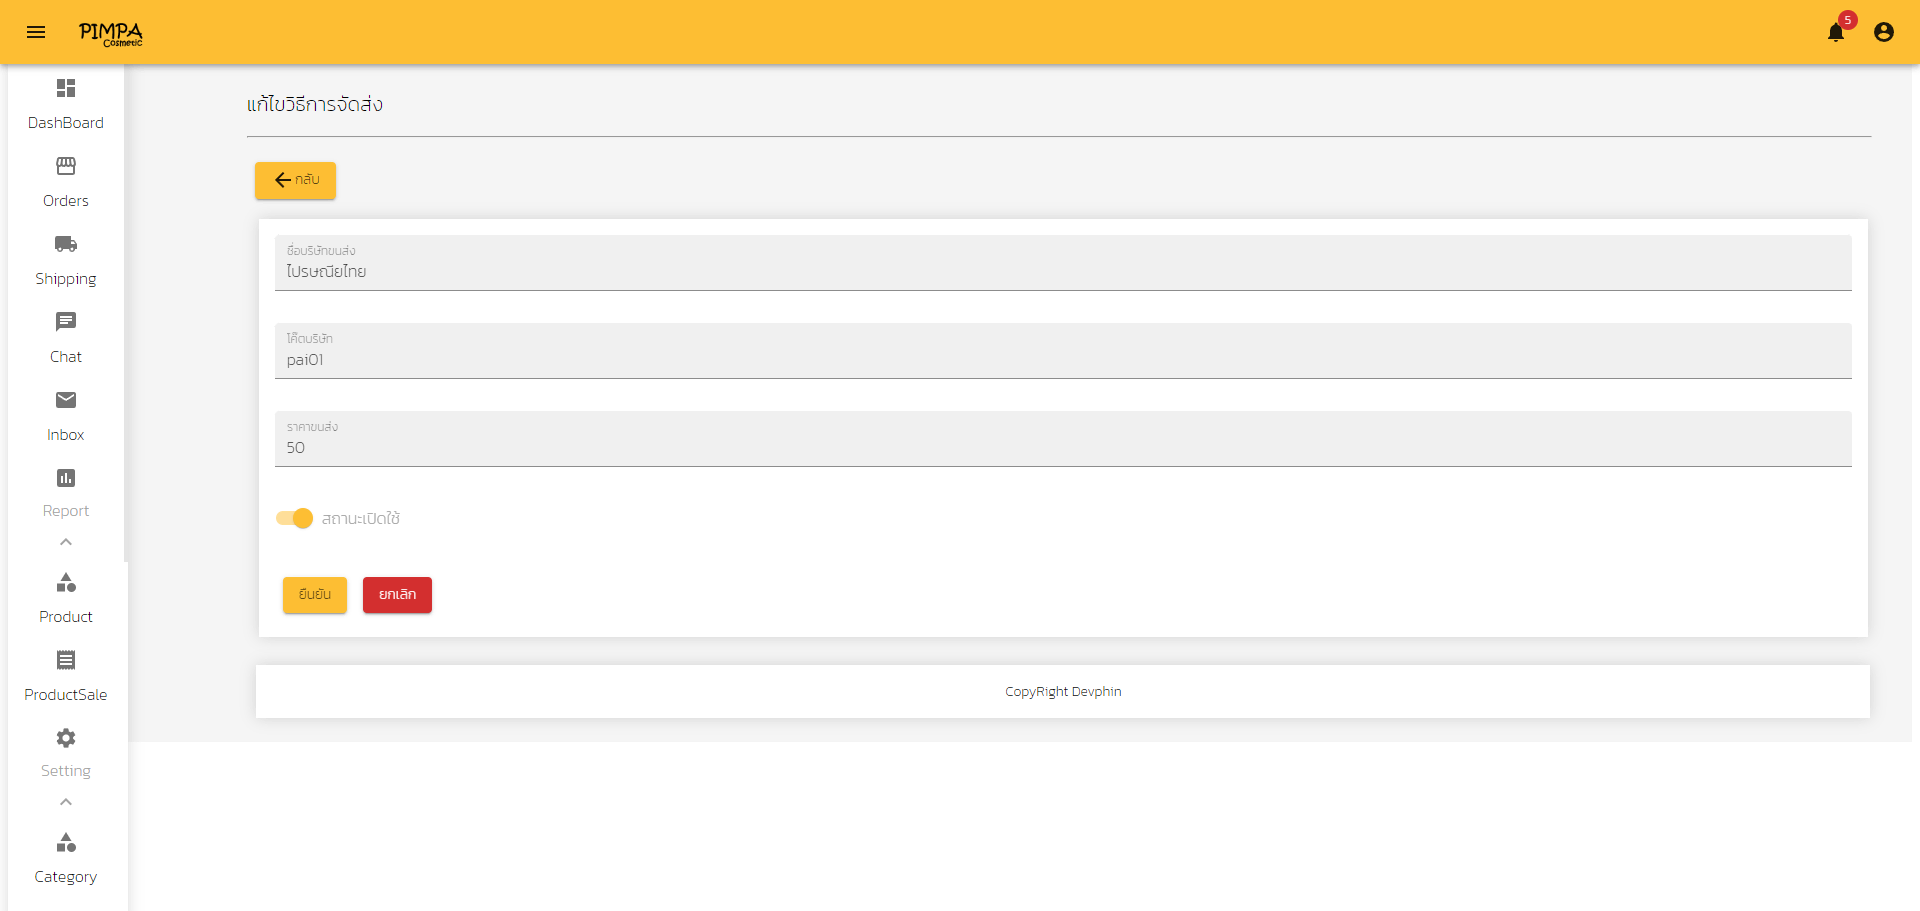 PIMPA
Cosmetic
5
DashBoard
Orders
Shipping
Chat
Inbox
Report
Product
ProductSale
Setting
Category
แก้ไขวิธีการจัดส่ง
กลับ
ชื่อบริษัทขนส่ง
ไปรษณียไทย
โค๊ดบริษัท
pai01
ราคาขนส่ง
50
สถานะเปิดใช้
ยืนยัน
ยกเลิก
CopyRight Devphin